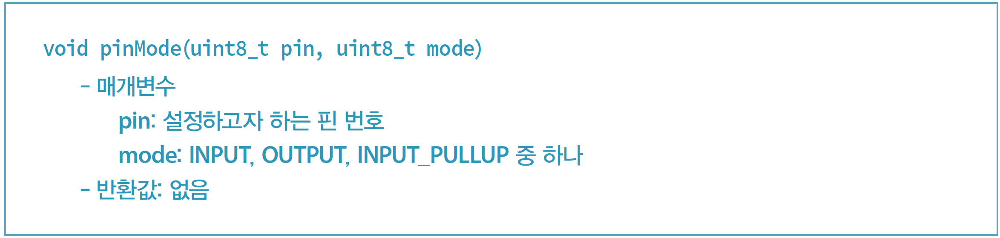 void pinMode(uint8_t pin, uint8_t mode)
- 매개변수
pin: 설정하고자 하는 핀 번호
mode: INPUT, OUTPUT, INPUT_PULLUP 중 하나
- 반환값: 없음